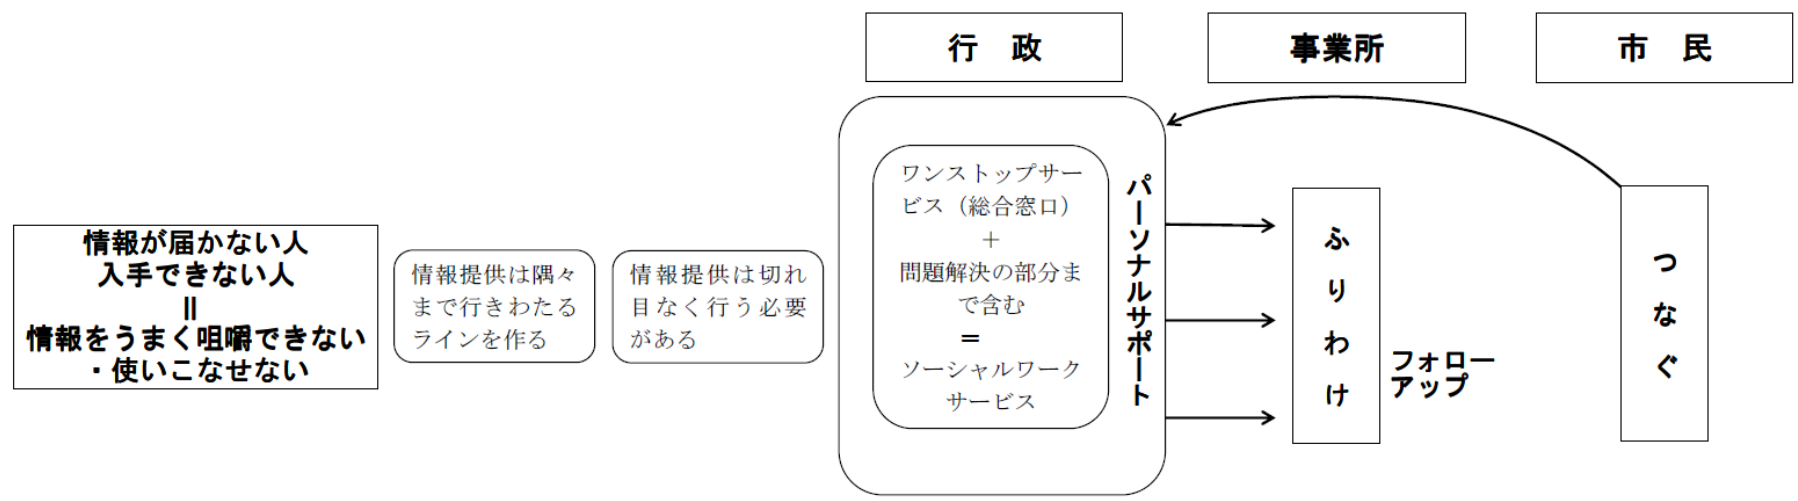 行　政
事業所
市　民
情報が届かない人
入手できない人
＝
情報をうまく咀嚼できない
・使いこなせない
情報提供は隅々
まで行きわたる
ラインを作る
情報提供は切れ
目なく行う必要
がある
ワンストップサー
ビス（総合窓口）
＋
問題解決の部分ま
で含む
＝
ソーシャルワーク
サービス
パーソナルサポート
ふりわけ
フォロー
アップ
つなぐ